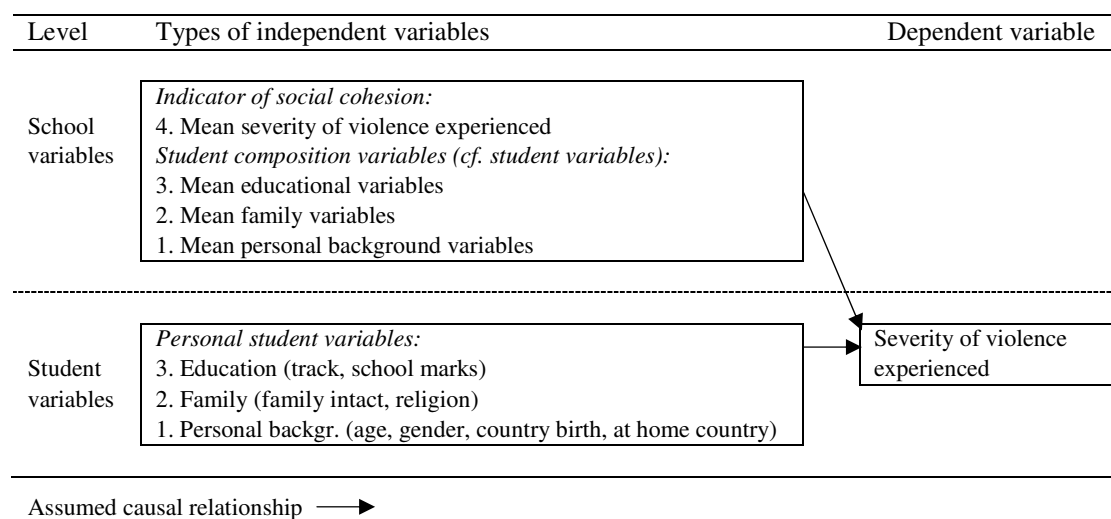 Level Types of independent variables Dependent variable
Indicator of social cohesion:
School variables
4. Mean severity of violence experienced
Student composition variables (cf. student variables):
3. Mean educational variables
2. Mean family variables
1. Mean personal background variables
Personal student variables:
Student variables
3. Education (track, school marks)
2. Family (family intact, religion)
1. Personal backgr. (age, gender, country birth, at home country)
Severity of violence
experienced
Assumed causal relationship